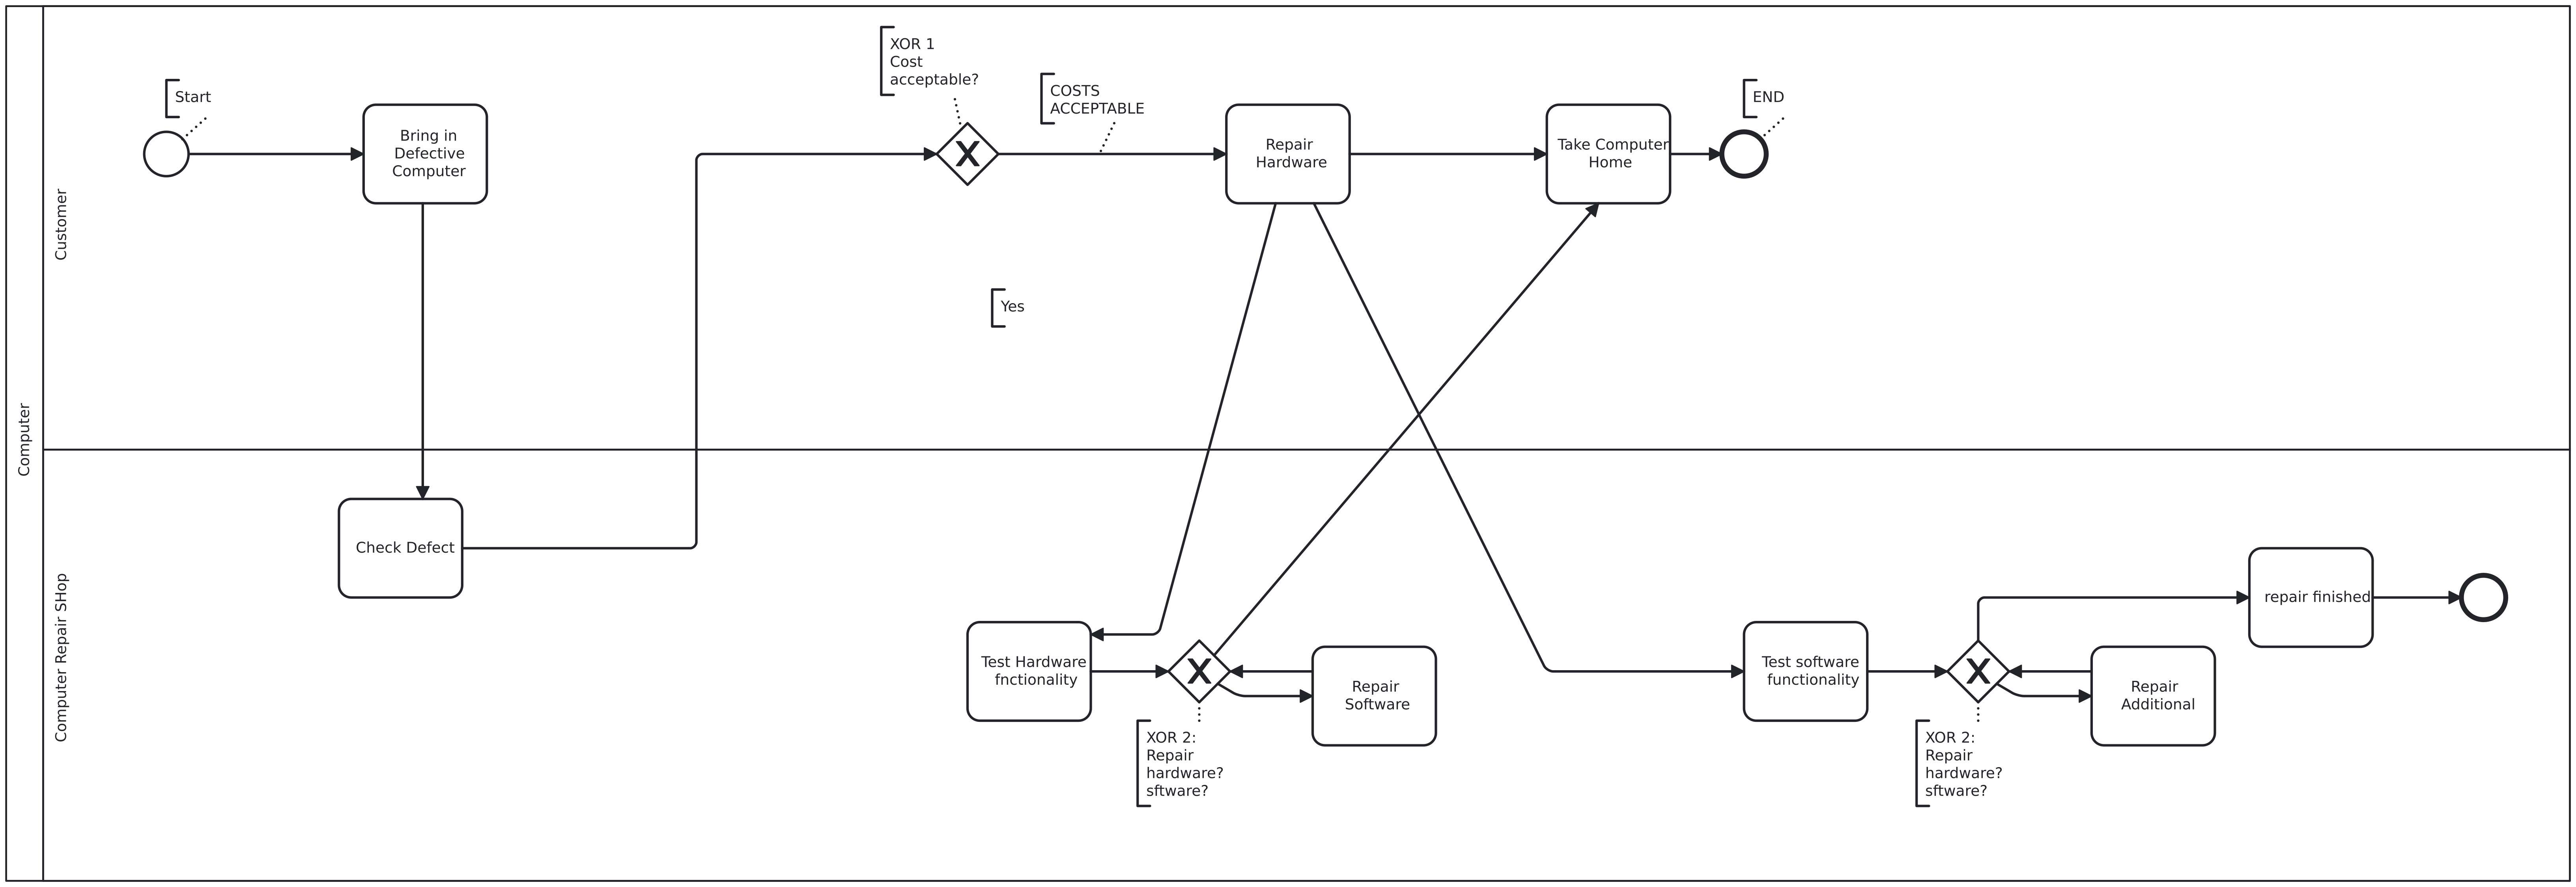 Computer
Customer
Computer Repair SHop
Start
Bring in
Defective
Computer
XOR 1
Cost
acceptable?
COSTS
ACCEPTABLE
Repair
Hardware
Take Computer
Home
END
Yes
Check Defect
Test Hardware
fnctionality
XOR 2:
Repair
hardware?
sftware?
Repair
Software
Test software
functionality
XOR 2:
Repair
hardware?
sftware?
Repair
Additional
repair finished